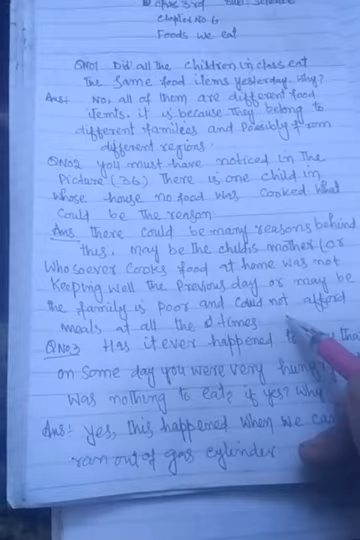 Class 3rd Sub: Science
Chapter No 6
Foods we eat
QNO1 Did all the children in class eat
the same food items yesterday. Why?
Ans: No, all of them are different food
items. it is because they belong to
different families and Possibly from
different regions.
QNO2 you must have noticed in the
Picture (36) There is one child in
whose house no food was cooked what
Could be the reason
Ans there could be many reasons behind
this. may be the childs mother (or
whosoever cooks food at home was not
Keeping well the Previous day or may be
the family is poor and could not afford
meals at all the times
QNO3 Has it ever happened to tha
on some day you were very hung
was nothing to eat? if yes? Why
Ans:- yes, this happened when we
ran out of gas cylinder